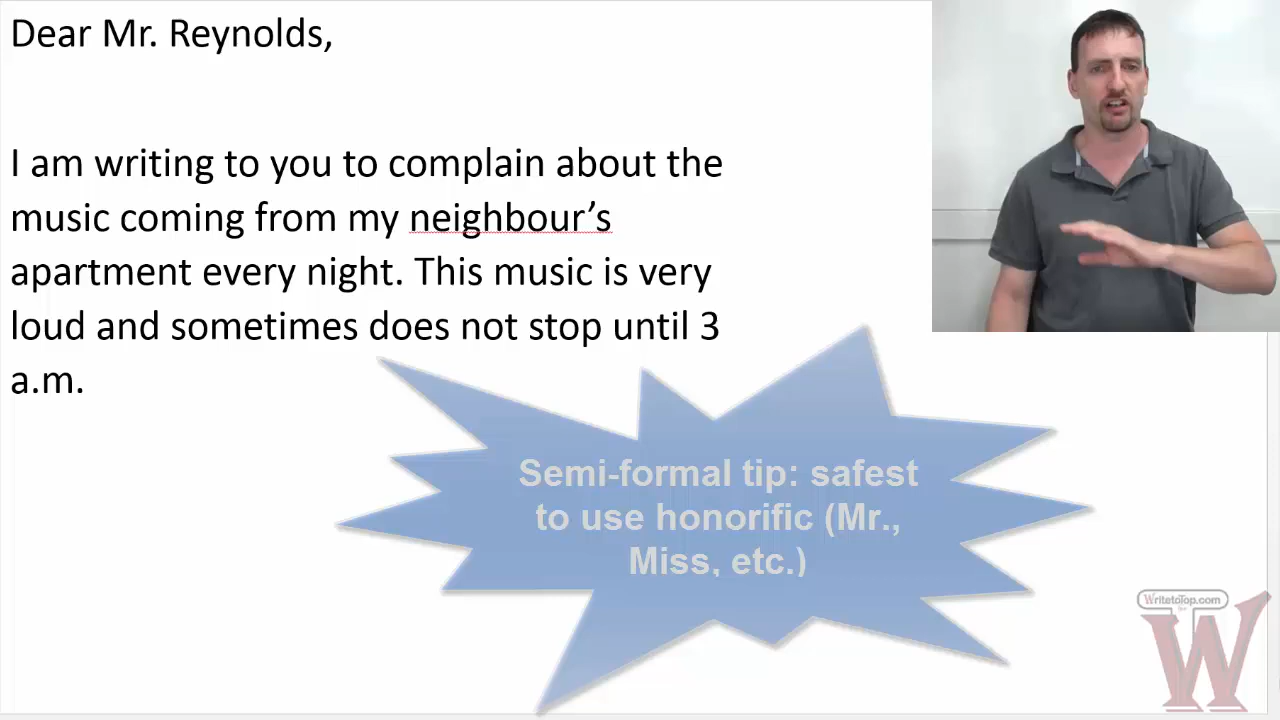 Dear Mr. Reynolds,
I am writing to you to complain about the
music coming from my neighbour’s
apartment every night. This music is very
loud and sometimes does not stop until 3
a.m.
Semi-formal tip: safest
to use honorific (Mr.,
Miss, etc.)
WritetoTop.com
W